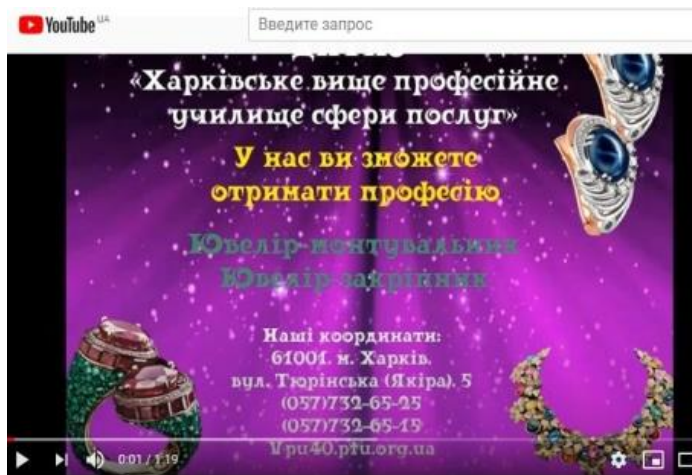 YouTube UA
Введите запрос
«Харківське вище професійне
училище сфери послуг»
У нас ви зможете
отримати професію
Ювелір-монтувальник
Ювелір-закріпник
Наші координати:
61001. м. Харків.
вул. Тюрінська (Якіра). 5
(057)732-65-25
(057)732-65-15
Vpu40.ptu.org.ua
0:01 / 1:19